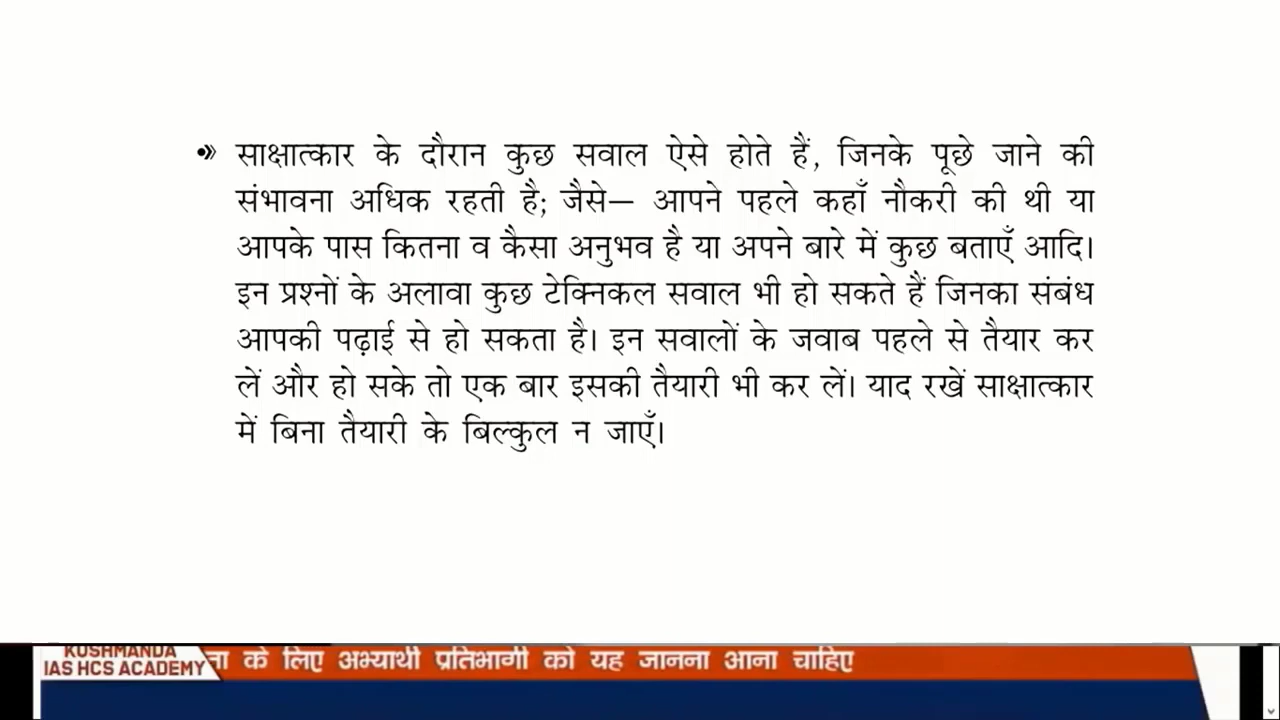 साक्षात्कार के दौरान कुछ सवाल ऐसे होते हैं, जिनके पूछे जाने की
संभावना अधिक रहती है; जैसे— आपने पहले कहाँ नौकरी की थी या
आपके पास कितना व कैसा अनुभव है या अपने बारे में कुछ बताएँ आदि।
इन प्रश्नों के अलावा कुछ टेक्निकल सवाल भी हो सकते हैं जिनका संबंध
आपकी पढ़ाई से हो सकता है। इन सवालों के जवाब पहले से तैयार कर
लें और हो सके तो एक बार इसकी तैयारी भी कर लें। याद रखें साक्षात्कार
में बिना तैयारी के बिल्कुल न जाएँ।
KUSHMANDA
IAS HCS ACADEMY
के लिए अभ्यार्थी प्रतिभागी को यह जानना आना चाहिए